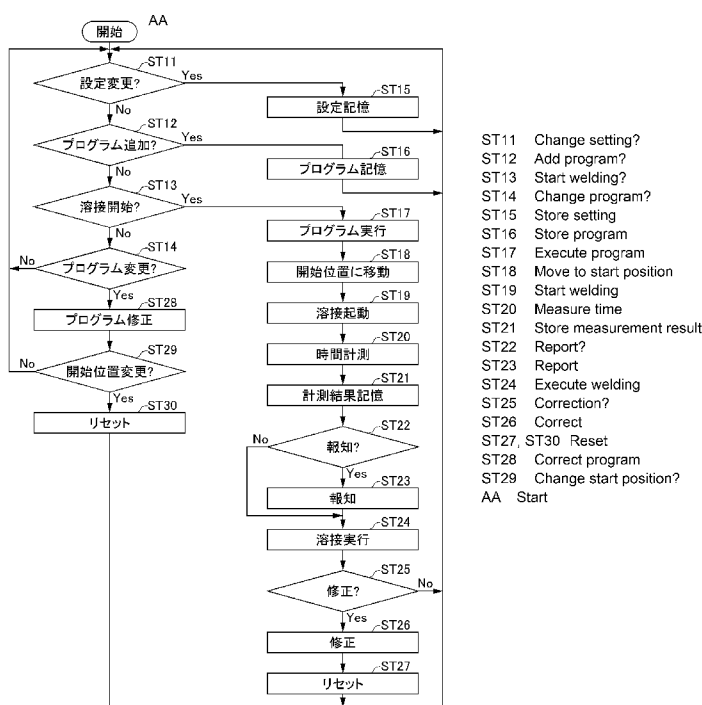 AA
開始
ST11
設定変更?
Yes
No
ST15
設定記憶
ST12
プログラム追加?
Yes
No
ST16
プログラム記憶
ST13
溶接開始?
Yes
No
ST14
プログラム変更?
No
Yes
ST28
プログラム修正
ST29
開始位置変更?
No
Yes
ST30
リセット
ST17
プログラム実行
ST18
開始位置に移動
ST19
溶接起動
ST20
時間計測
ST21
計測結果記憶
ST22
報知?
No
Yes
ST23
報知
ST24
溶接実行
ST25
修正?
No
Yes
ST26
修正
ST27
リセット
ST11 Change setting?
ST12 Add program?
ST13 Start welding?
ST14 Change program?
ST15 Store setting
ST16 Store program
ST17 Execute program
ST18 Move to start position
ST19 Start welding
ST20 Measure time
ST21 Store measurement result
ST22 Report?
ST23 Report
ST24 Execute welding
ST25 Correction?
ST26 Correct
ST27, ST30 Reset
ST28 Correct program
ST29 Change start position?
AA Start